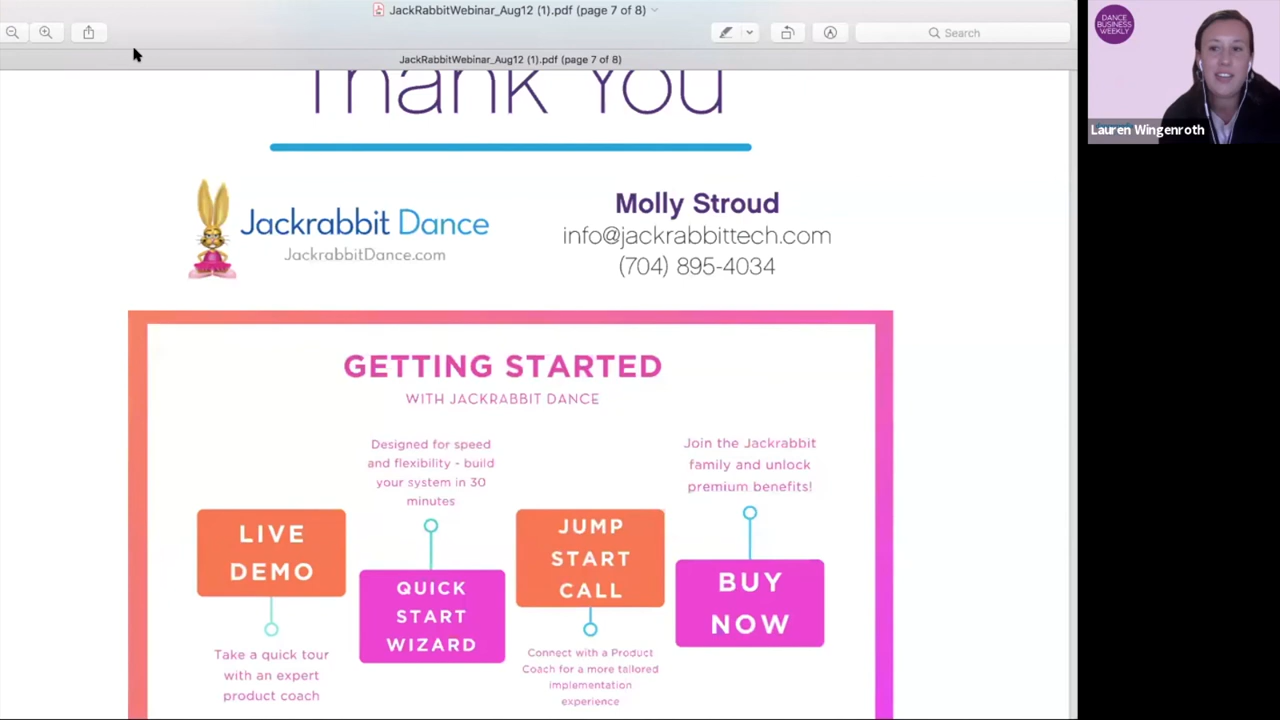 JackRabbitWebinar_Aug12 (1).pdf (page 7 of 8)
Search
JackRabbitWebinar_Aug12 (1).pdf (page 7 of 8)
Thank You
Jackrabbit Dance
JackrabbitDance.com
Molly Stroud
info@jackrabbittech.com
(704) 895-4034
GETTING STARTED
WITH JACKRABBIT DANCE
LIVE
DEMO
Take a quick tour
with an expert
product coach
Designed for speed
and flexibility - build
your system in 30
minutes
QUICK
START
WIZARD
JUMP
START
CALL
Connect with a Product
Coach for a more tailored
implementation
experience
Join the Jackrabbit
family and unlock
premium benefits!
BUY
NOW
DANCE
BUSINESS
WEEKLY
Lauren Wingenroth